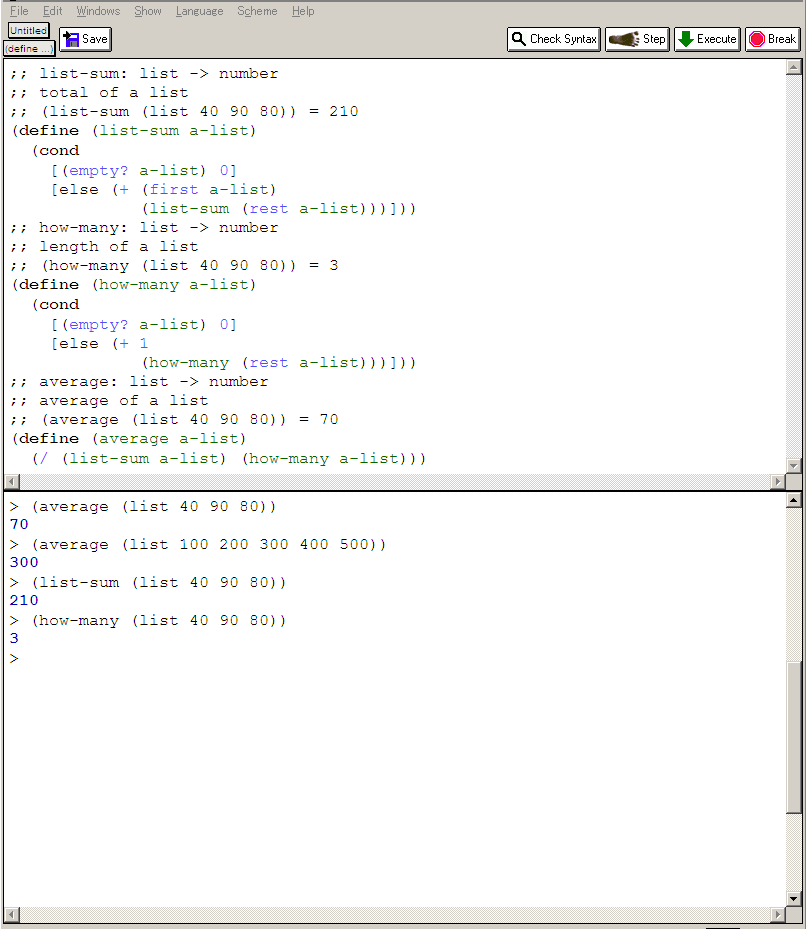 File Edit Windows Show Language Scheme Help
Untitled
(define ...)
Save
Check Syntax Step Execute Break
;; list-sum: list -> number
;; total of a list
;; (list-sum (list 40 90 80)) = 210
(define (list-sum a-list)
  (cond
    [(empty? a-list) 0]
    [else (+ (first a-list)
             (list-sum (rest a-list)))]))
;; how-many: list -> number
;; length of a list
;; (how-many (list 40 90 80)) = 3
(define (how-many a-list)
  (cond
    [(empty? a-list) 0]
    [else (+ 1
             (how-many (rest a-list)))]))
;; average: list -> number
;; average of a list
;; (average (list 40 90 80)) = 70
(define (average a-list)
  (/ (list-sum a-list) (how-many a-list)))
> (average (list 40 90 80))
70
> (average (list 100 200 300 400 500))
300
> (list-sum (list 40 90 80))
210
> (how-many (list 40 90 80))
3
>